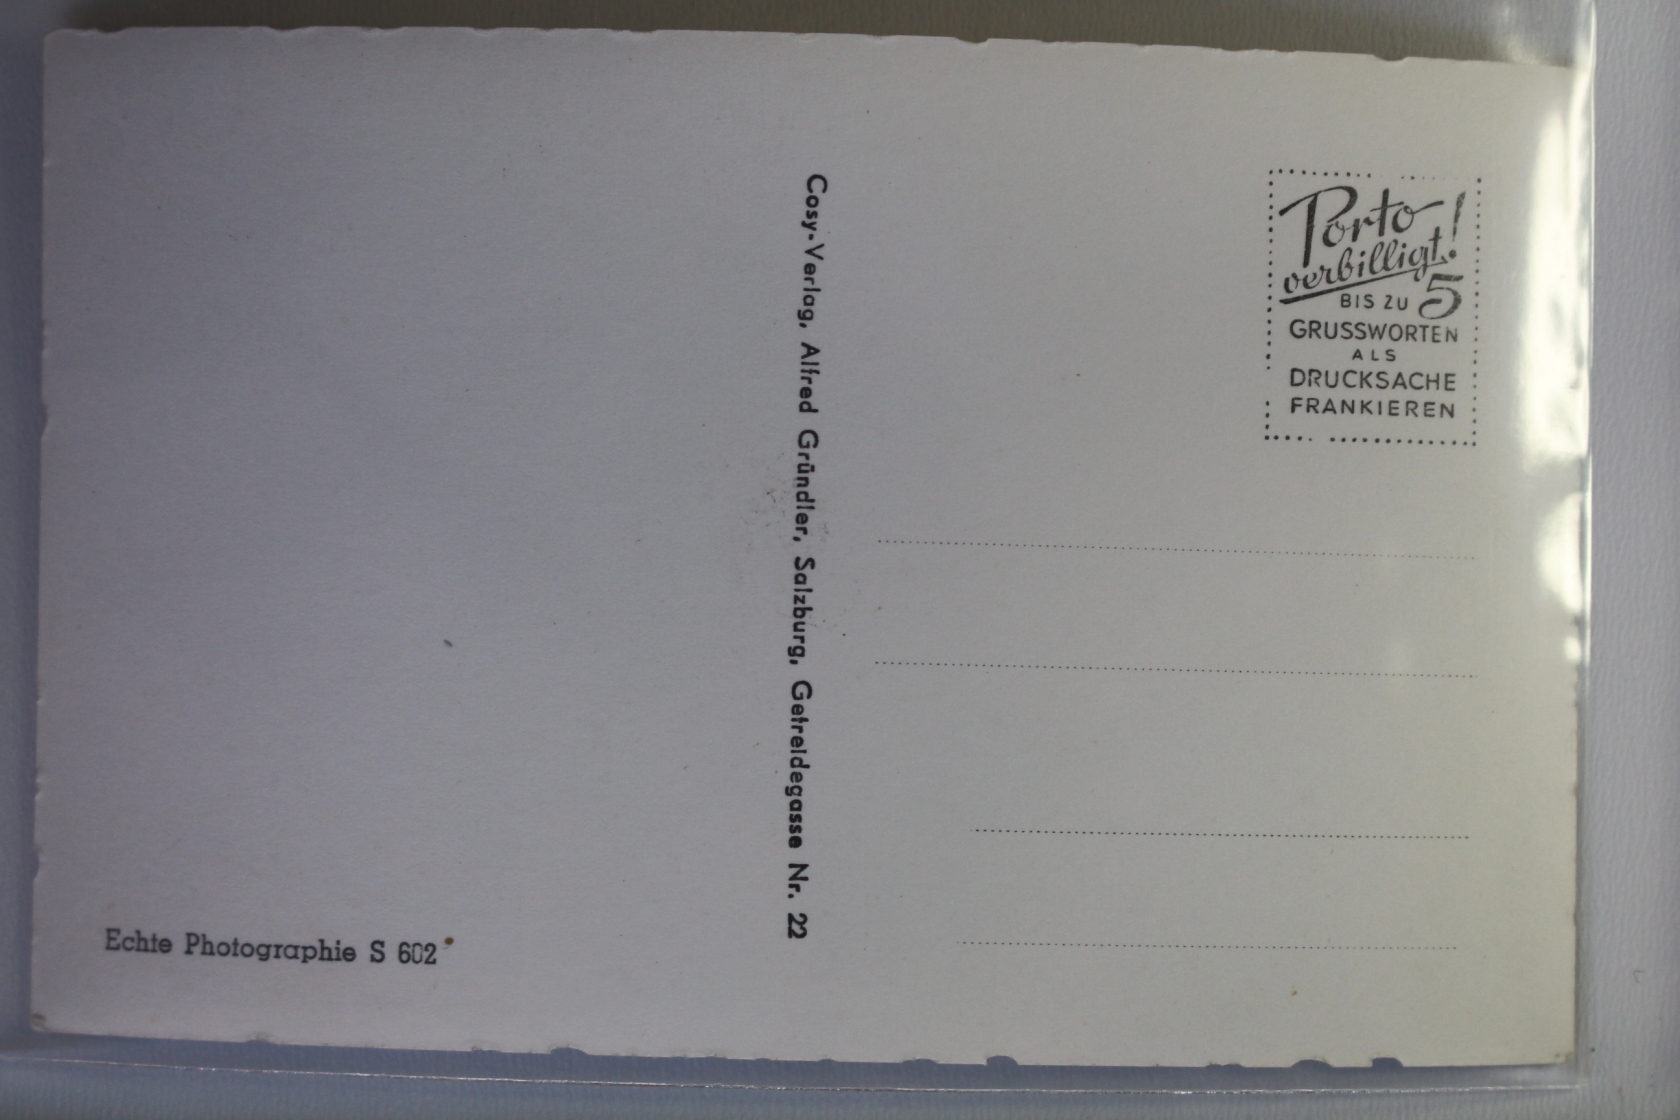 Cosy-Verlag, Alfred Gründler, Salzburg, Getreidegasse Nr. 22
Porto
verbilligt!
BIS ZU 5
GRUSSWORTEN
ALS
DRUCKSACHE
FRANKIEREN
Echte Photographie S 602